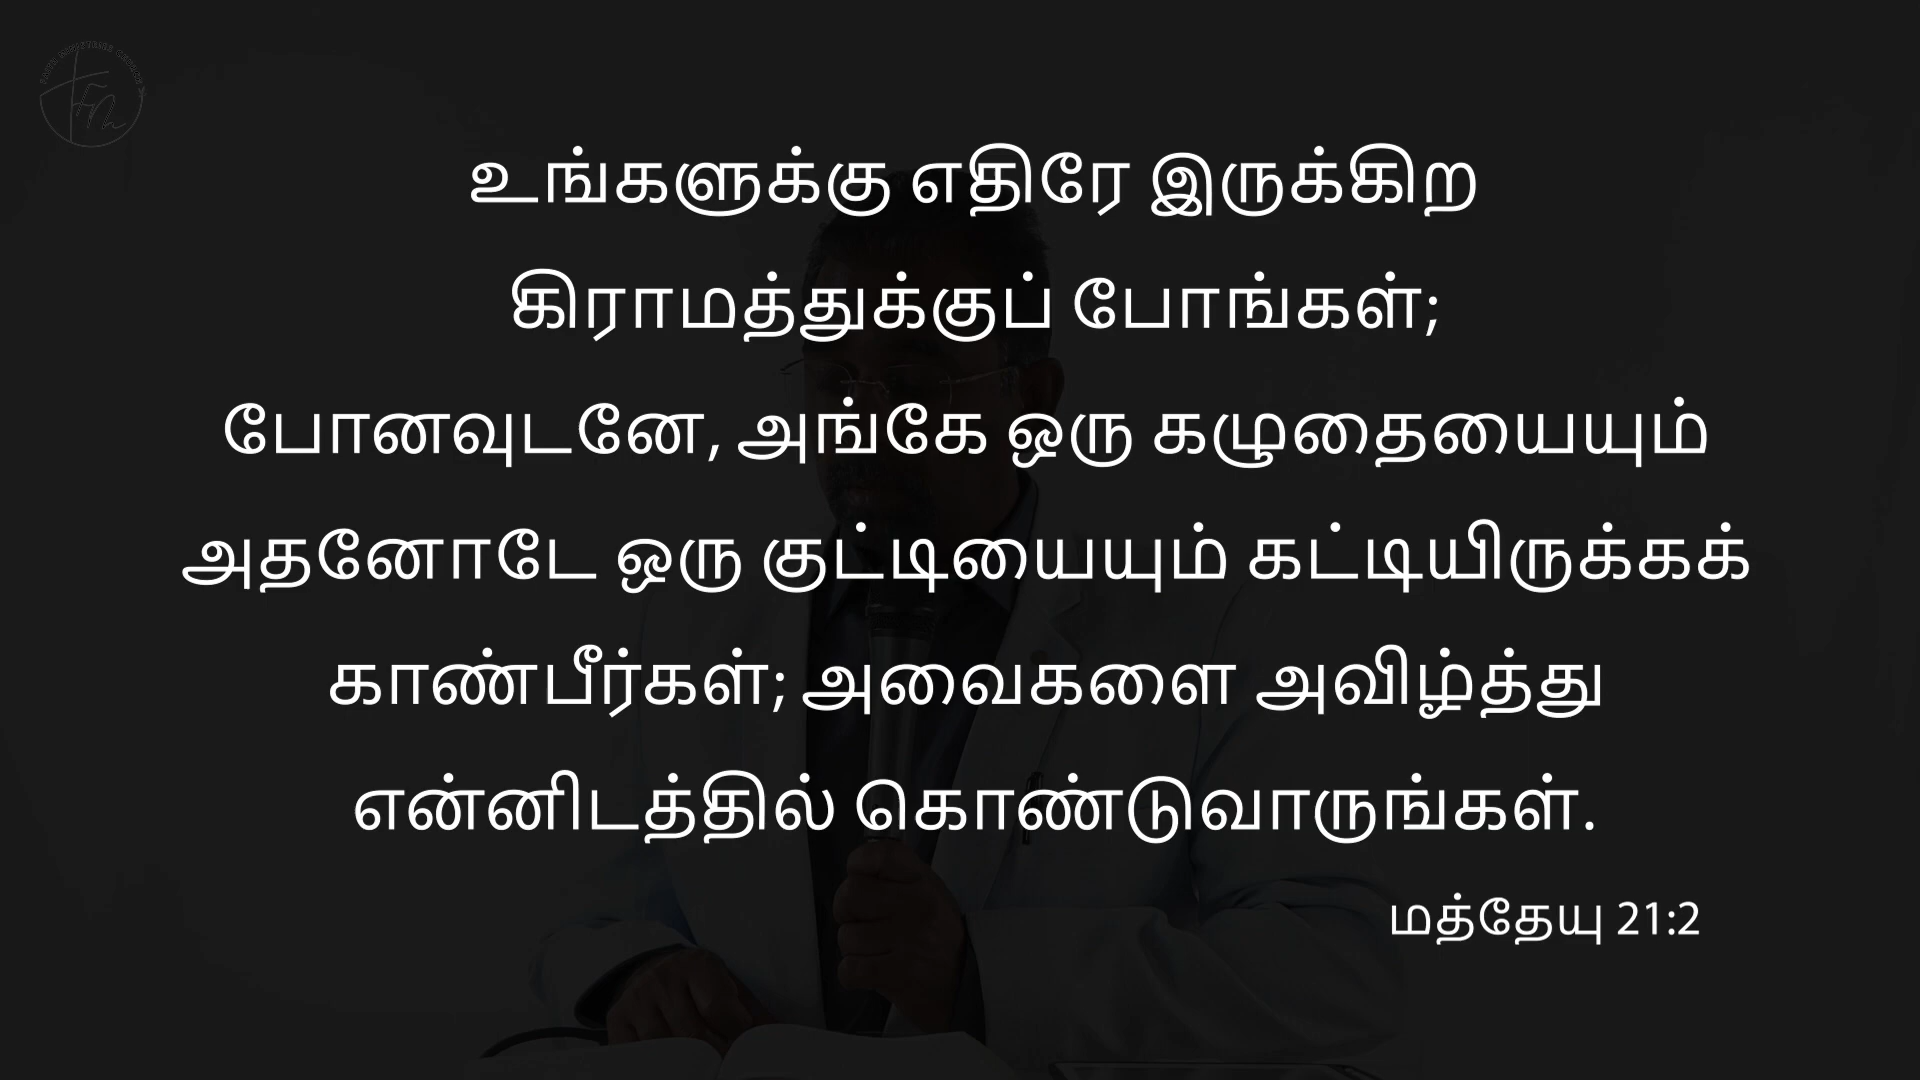 உங்களுக்கு எதிரே இருக்கிற
கிராமத்துக்குப் போங்கள்;
போனவுடனே, அங்கே ஒரு கழுதையையும்
அதனோடே ஒரு குட்டியையும் கட்டியிருக்கக்
காண்பீர்கள்; அவைகளை அவிழ்த்து
என்னிடத்தில் கொண்டுவாருங்கள்.
மத்தேயு 21:2